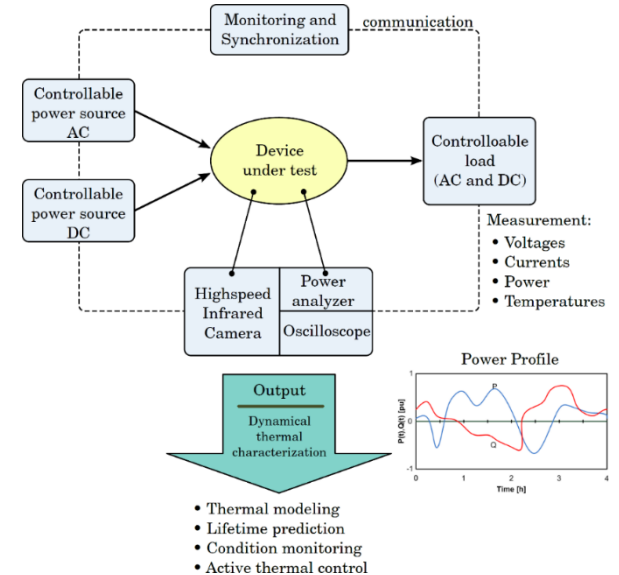 Monitoring and
Synchronization
communication
Controllable
power source
AC
Controllable
power source
DC
Device
under test
Controlloable
load
(AC and DC)
Measurement:
• Voltages
• Currents
• Power
• Temperatures
Highspeed
Infrared
Camera
Power
analyzer
Oscilloscope
Output
Dynamical
thermal
characterization
Power Profile
P(t),Q(t) [pu]
1
0
-1
P
Q
0 1 2 3 4
Time [h]
• Thermal modeling
• Lifetime prediction
• Condition monitoring
• Active thermal control